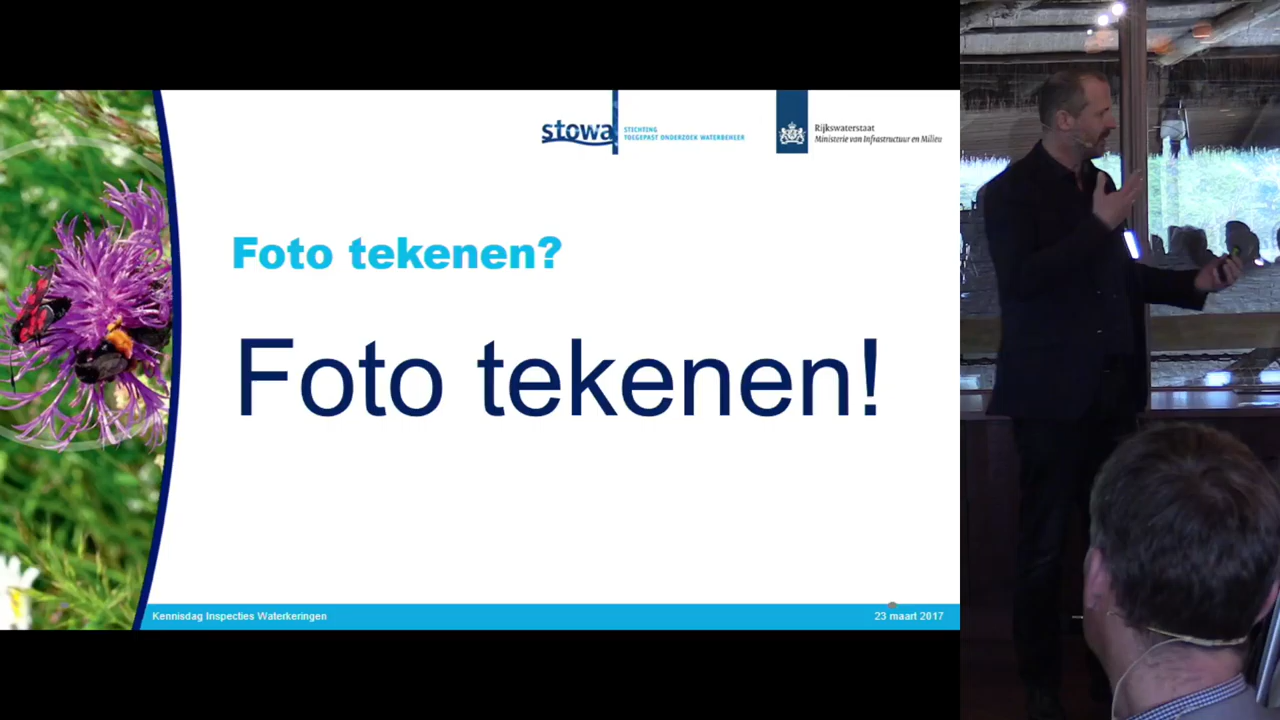 stowa
STICHTING
TOEGEPAST ONDERZOEK WATERBEHEER
Rijkswaterstaat
Ministerie van Infrastructuur en Milieu
Foto tekenen?
Foto tekenen!
Kennisdag Inspecties Waterkeringen
23 maart 2017